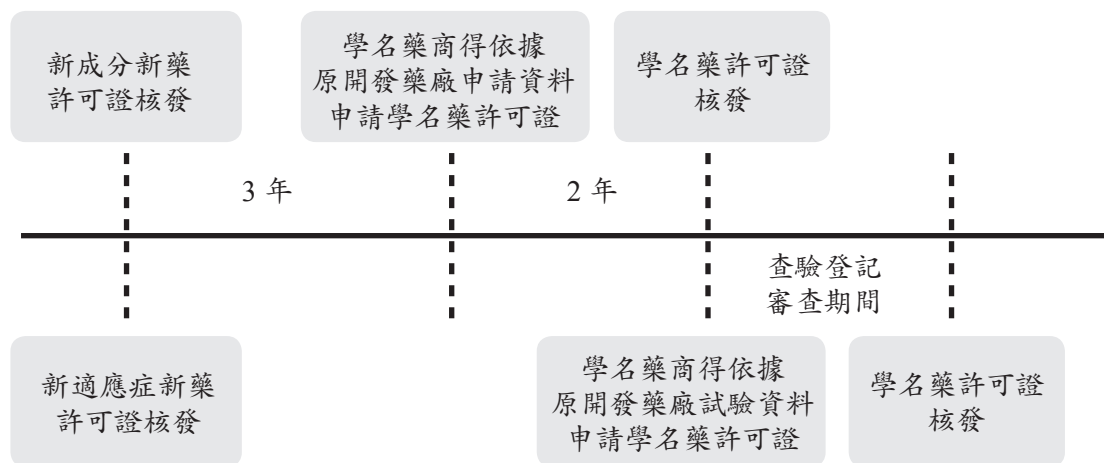 新成分新藥
許可證核發
學名藥商得依據
原開發藥廠申請資料
申請學名藥許可證
學名藥許可證
核發
3 年
2 年
查驗登記
審查期間
新適應症新藥
許可證核發
學名藥商得依據
原開發藥廠試驗資料
申請學名藥許可證
學名藥許可證
核發